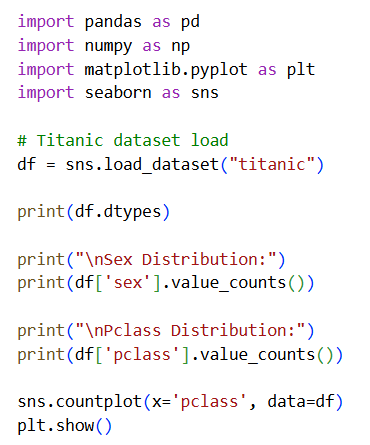 import pandas as pd
import numpy as np
import matplotlib.pyplot as plt
import seaborn as sns
# Titanic dataset load
df = sns.load_dataset("titanic")
print(df.dtypes)
print("\nSex Distribution:")
print(df['sex'].value_counts())
print("\nPclass Distribution:")
print(df['pclass'].value_counts())
sns.countplot(x='pclass', data=df)
plt.show()